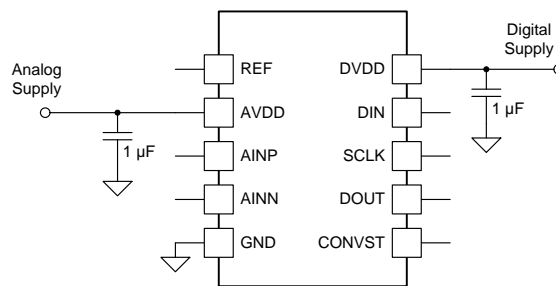 Digital
Supply
Analog
Supply
REF
DVDD
AVDD
DIN
1 µF
1 µF
AINP
SCLK
AINN
DOUT
GND
CONVST